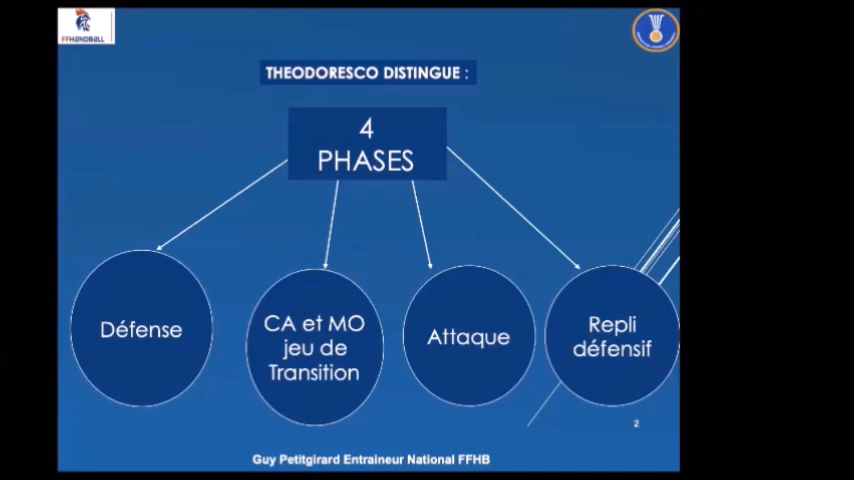 FFHANDBALL
THEODORESCO DISTINGUE :
4
PHASES
Défense
CA et MO
jeu de
Transition
Attaque
Repli
défensif
2
Guy Petitgirard Entraineur National FFHB